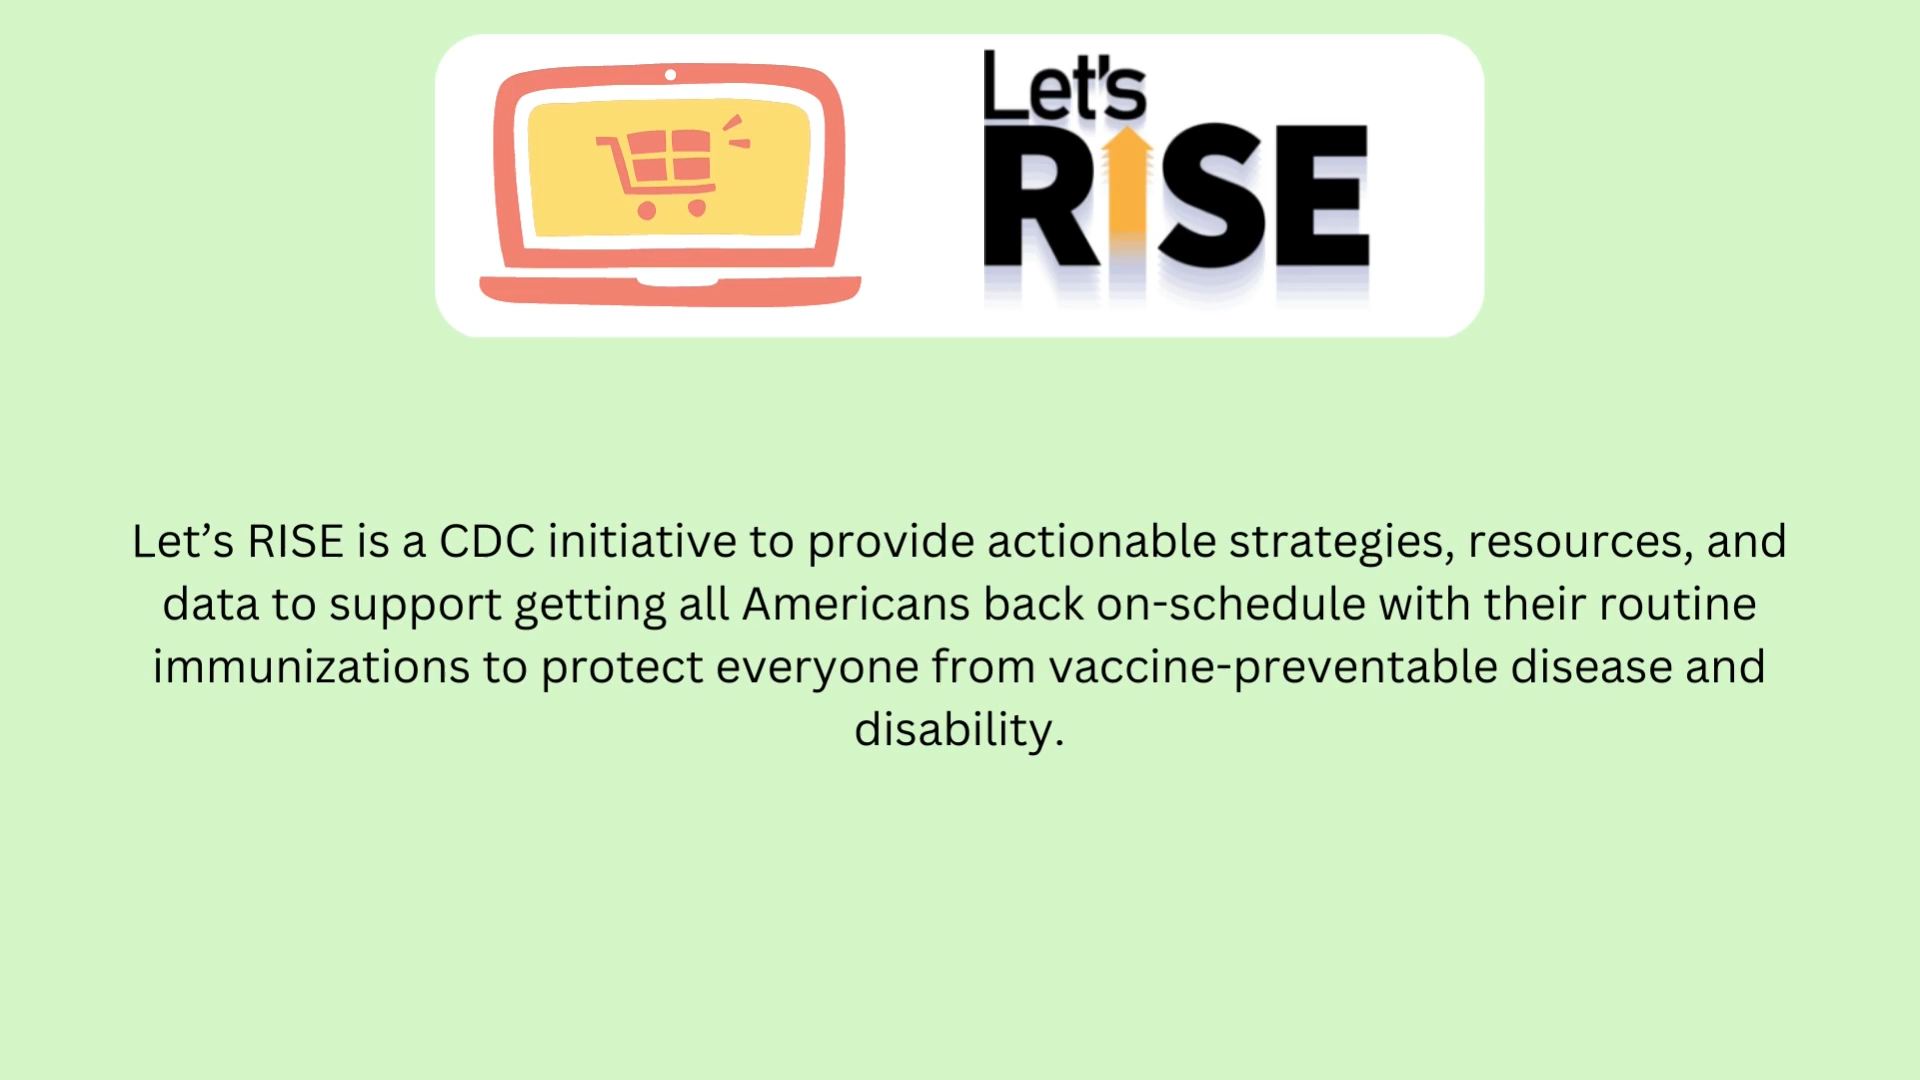 Let's
RISE
Let’s RISE is a CDC initiative to provide actionable strategies, resources, and
data to support getting all Americans back on-schedule with their routine
immunizations to protect everyone from vaccine-preventable disease and
disability.